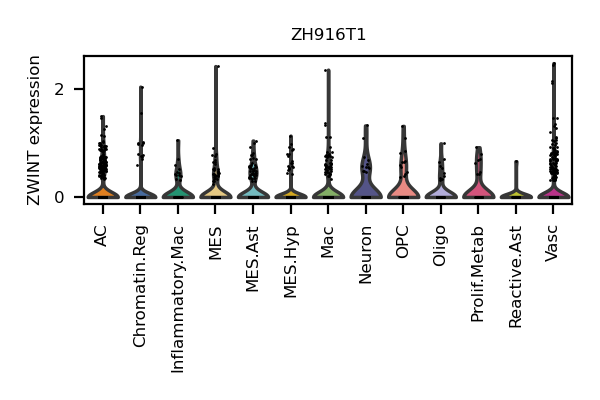 ZH916T1
ZWINT expression
2
0
AC
Chromatin.Reg
Inflammatory.Mac
MES
MES.Ast
MES.Hyp
Mac
Neuron
OPC
Oligo
Prolif.Metab
Reactive.Ast
Vasc